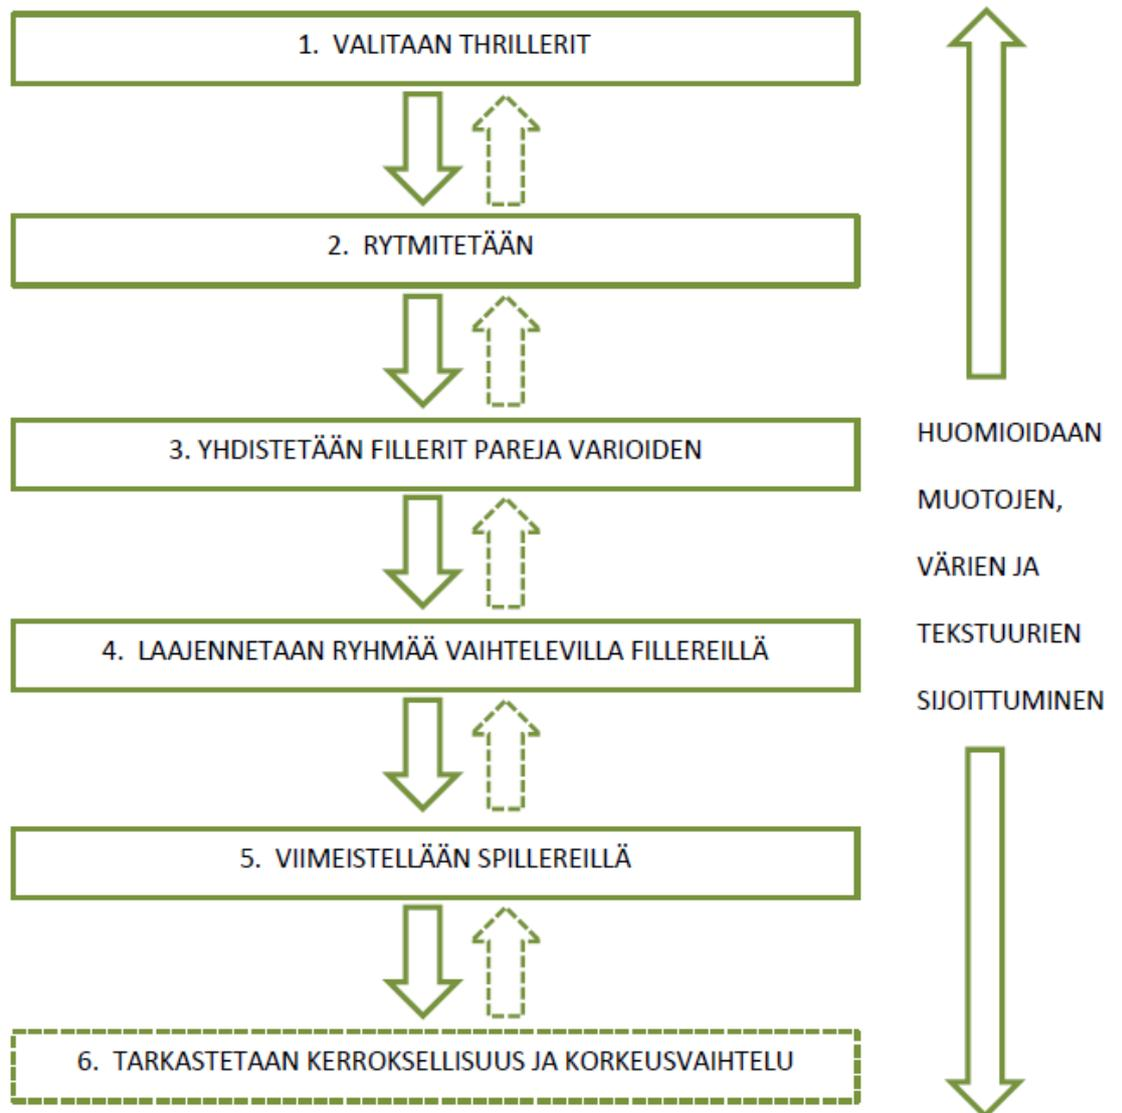 1. VALITAAN THRILLERIT
2. RYTMITETÄÄN
3. YHDISTETÄÄN FILLERIT PAREJA VARIOIDEN
4. LAAJENNETAAN RYHMÄÄ VAIHTELEVILLA FILLEREILLÄ
5. VIIMEISTELLÄÄN SPILLEREILLÄ
6. TARKASTETAAN KERROKSELLISUUS JA KORKEUSVAIHTELU
HUOMIOIDAAN
MUOTOJEN,
VÄRIEN JA
TEKSTUURIEN
SIJOITTUMINEN